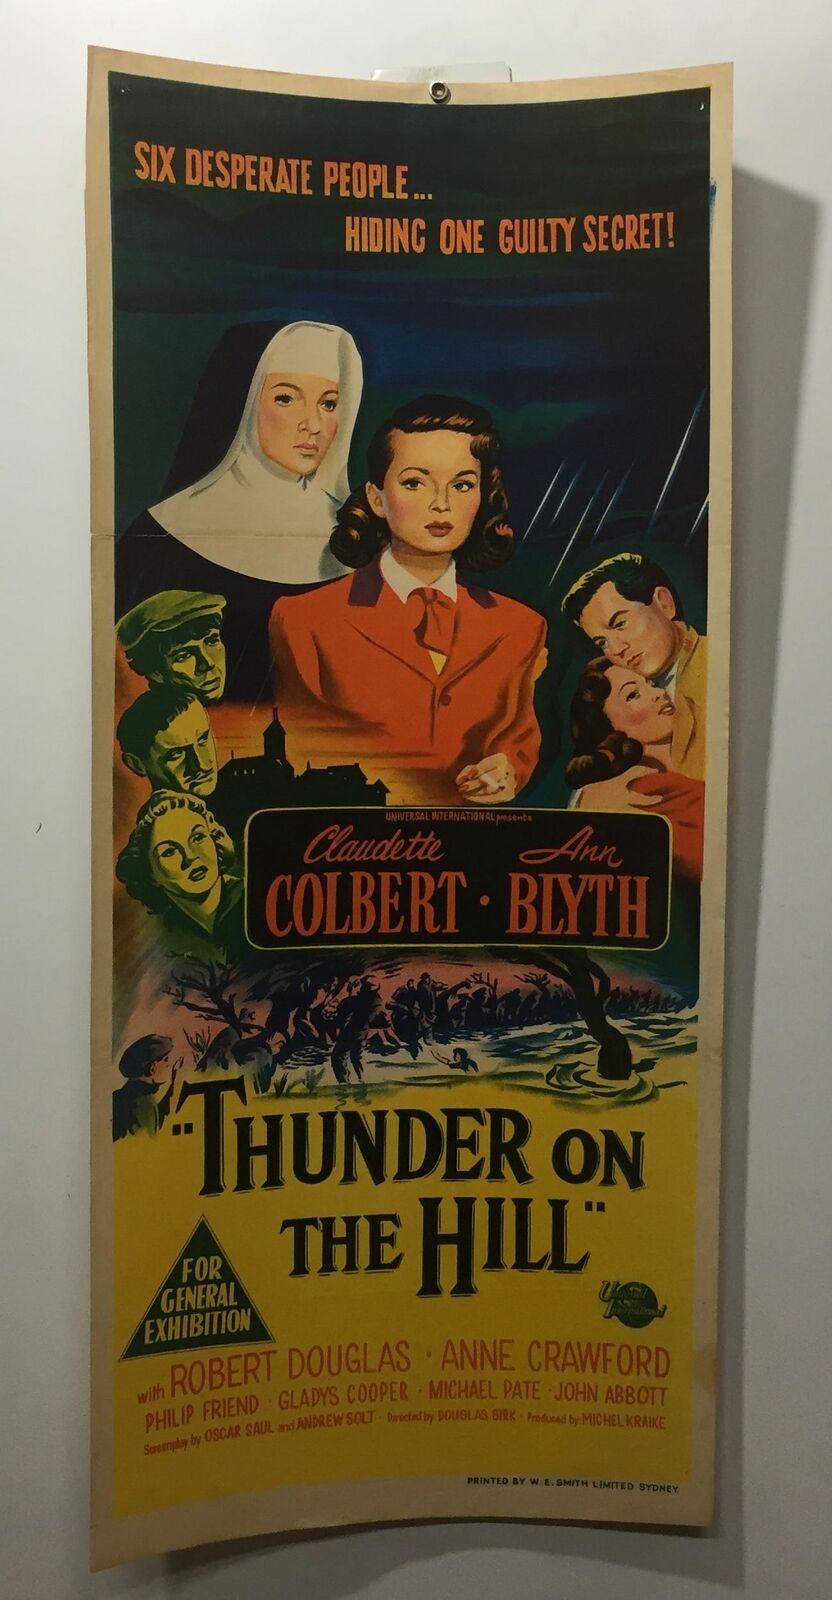 SIX DESPERATE PEOPLE...
HIDING ONE GUILTY SECRET!
UNIVERSAL INTERNATIONAL presents
Claudette Ann
COLBERT · BLYTH
"THUNDER ON
THE HILL"
FOR
GENERAL
EXHIBITION
Universal
International
with ROBERT DOUGLAS · ANNE CRAWFORD
PHILIP FRIEND · GLADYS COOPER · MICHAEL PATE · JOHN ABBOTT
Screenplay by OSCAR SAUL and ANDREW SOLT · Directed by DOUGLAS SIRK · Produced by MICHEL KRAIKE
PRINTED BY W. E. SMITH LIMITED SYDNEY